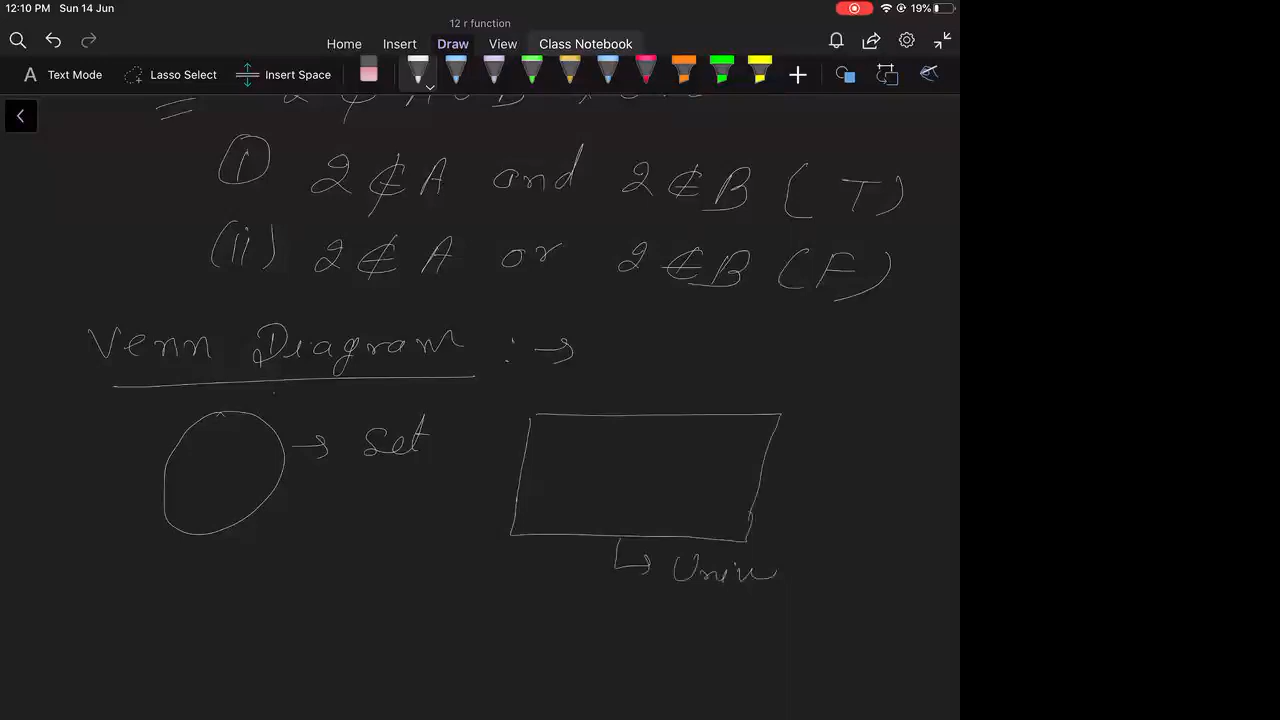 12:10 PM Sun 14 Jun
19%
12 r function
Home Insert Draw View Class Notebook
Text Mode Lasso Select Insert Space
(i) 2 ∉ A and 2 ∉ B (T)
(ii) 2 ∉ A or 2 ∉ B (F)
Venn Diagram : →
→ Set
↳ Univ